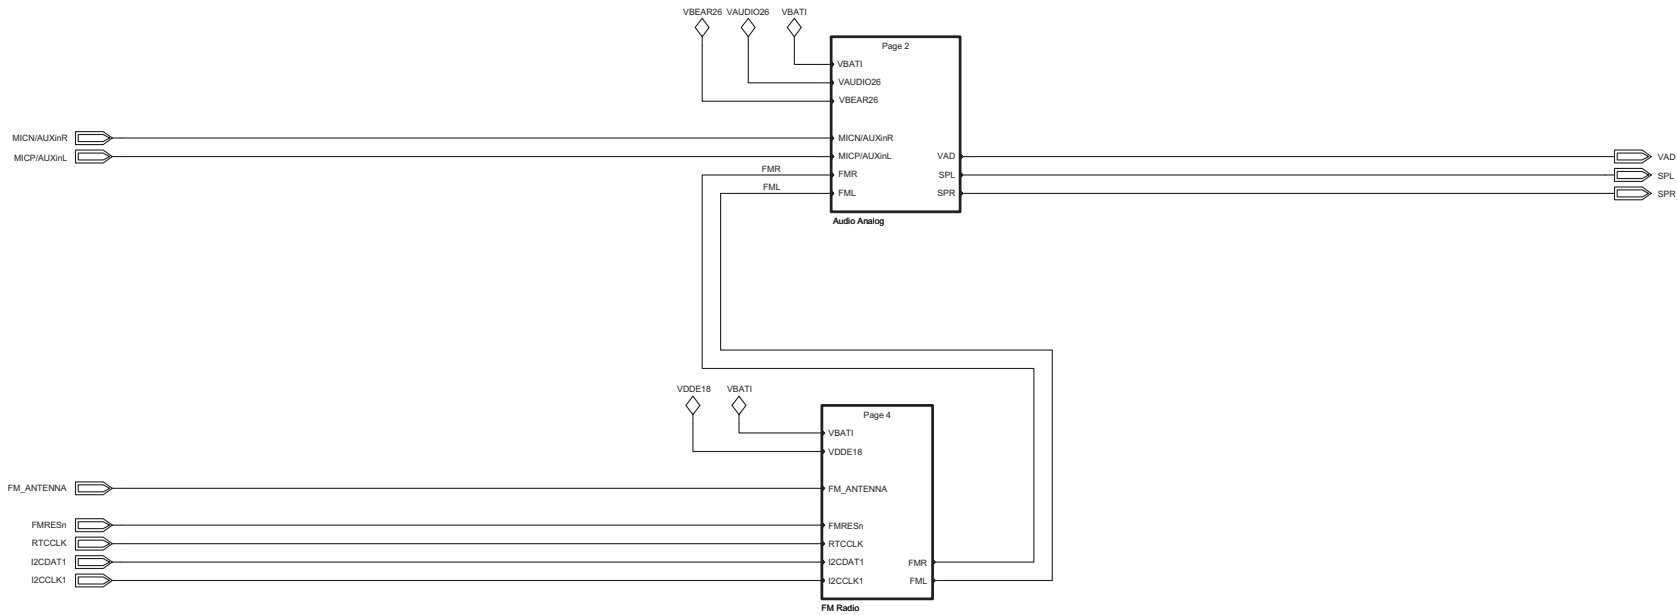 VBEAR26 VAUDIO26 VBATI
Page 2
VBATI
VAUDIO26
VBEAR26
MICN/AUXinR MICN/AUXinR
MICP/AUXinL MICP/AUXinL VAD VAD
FMR FMR SPL SPL
FML FML SPR SPR
Audio Analog
VDDE18 VBATI
Page 4
VBATI
VDDE18
FM_ANTENNA FM_ANTENNA
FMRESn FMRESn
RTCCLK RTCCLK
I2CDAT1 I2CDAT1 FMR
I2CCLK1 I2CCLK1 FML
FM Radio